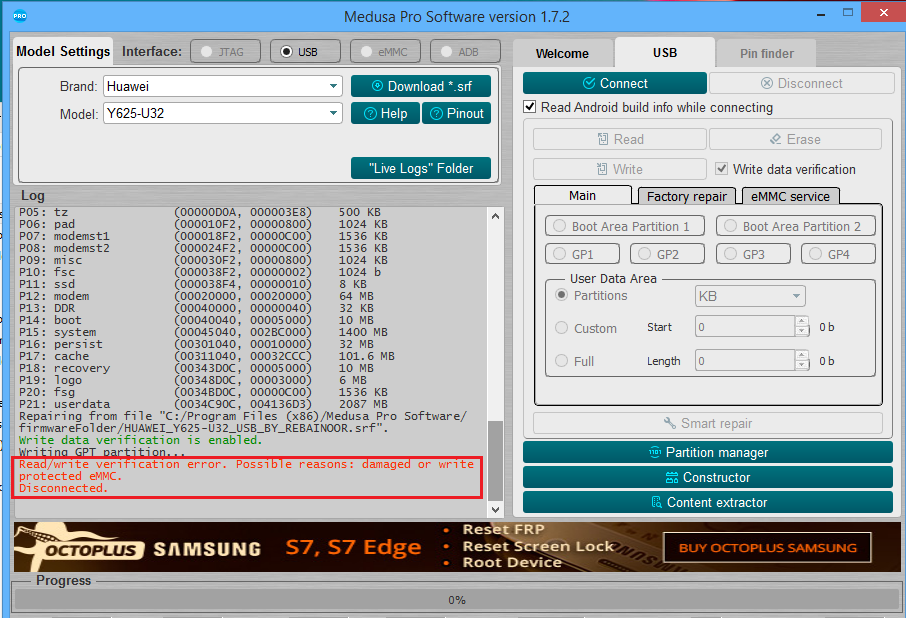 PRO
Medusa Pro Software version 1.7.2
Model Settings
Interface:
JTAG
USB
eMMC
ADB
Brand:
Huawei
Download *.srf
Model:
Y625-U32
Help
Pinout
"Live Logs" Folder
Log
P05: tz (00000D0A, 000003E8) 500 KB
P06: pad (000010F2, 00000800) 1024 KB
P07: modemst1 (000018F2, 00000C00) 1536 KB
P08: modemst2 (000024F2, 00000C00) 1536 KB
P09: misc (000030F2, 00000800) 1024 KB
P10: fsc (000038F2, 00000002) 1024 b
P11: ssd (000038F4, 00000010) 8 KB
P12: modem (00020000, 00020000) 64 MB
P13: DDR (00040000, 00000040) 32 KB
P14: boot (00040040, 00005000) 10 MB
P15: system (00045040, 002BC000) 1400 MB
P16: persist (00301040, 00010000) 32 MB
P17: cache (00311040, 00032CCC) 101.6 MB
P18: recovery (00343D0C, 00005000) 10 MB
P19: logo (00348D0C, 00003000) 6 MB
P20: fsg (0034BD0C, 00000C00) 1536 KB
P21: userdata (0034C90C, 004136D3) 2087 MB
Repairing from file "C:/Program Files (x86)/Medusa Pro Software/
firmwareFolder/HUAWEI_Y625-U32_USB_BY_REBAINOOR.srf".
Write data verification is enabled.
Writing GPT partition...
Read/write verification error. Possible reasons: damaged or write
protected eMMC.
Disconnected.
Welcome
USB
Pin finder
Connect
Disconnect
Read Android build info while connecting
Read
Erase
Write
Write data verification
Main
Factory repair
eMMC service
Boot Area Partition 1
Boot Area Partition 2
GP1
GP2
GP3
GP4
User Data Area
Partitions
KB
Custom
Start
0
0 b
Full
Length
0
0 b
Smart repair
Partition manager
Constructor
Content extractor
OCTOPLUS SAMSUNG
S7, S7 Edge
• Reset FRP
• Reset Screen Lock
• Root Device
BUY OCTOPLUS SAMSUNG
Progress
0%